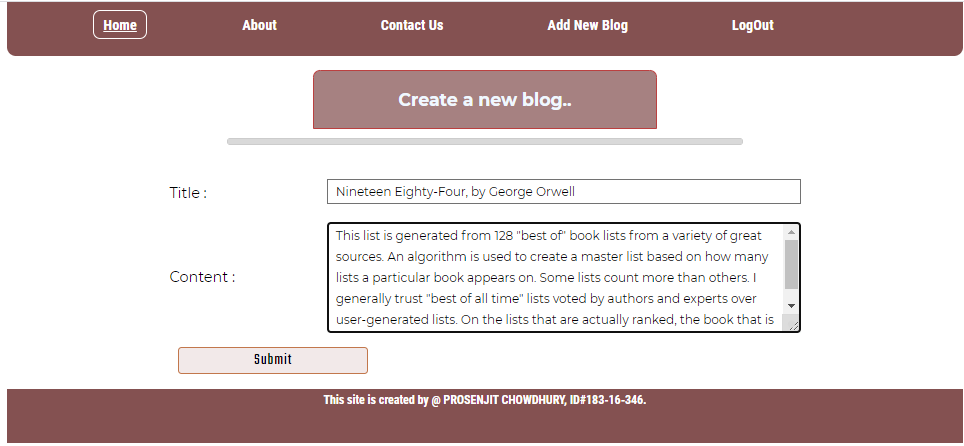 Home About Contact Us Add New Blog LogOut
Create a new blog..
Title : Nineteen Eighty-Four, by George Orwell
Content :
This list is generated from 128 "best of" book lists from a variety of great
sources. An algorithm is used to create a master list based on how many
lists a particular book appears on. Some lists count more than others. I
generally trust "best of all time" lists voted by authors and experts over
user-generated lists. On the lists that are actually ranked, the book that is
Submit
This site is created by @ PROSENJIT CHOWDHURY, ID#183-16-346.